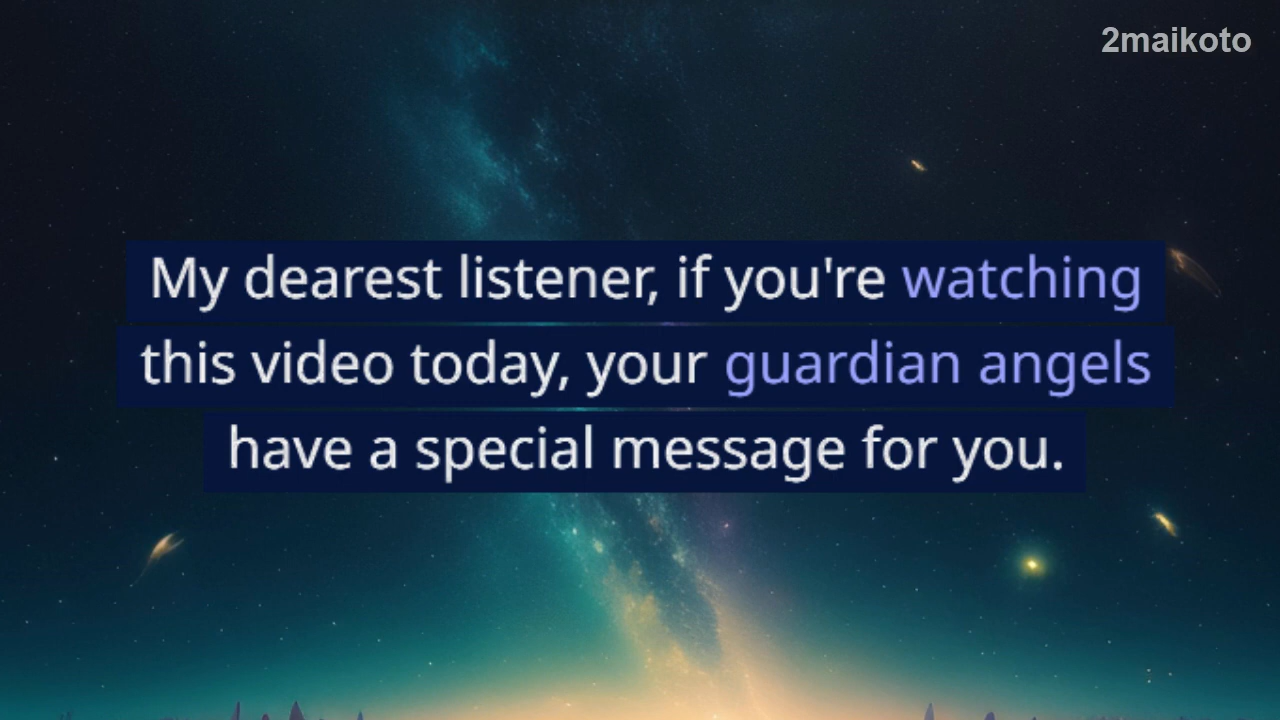 2maikoto
My dearest listener, if you're watching
this video today, your guardian angels
have a special message for you.